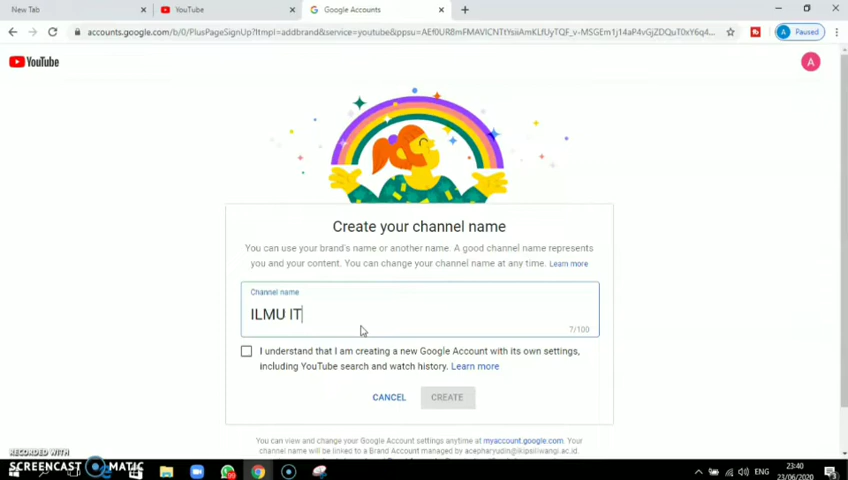 New Tab
YouTube
Google Accounts
accounts.google.com/b/0/PlusPageSignUp?ltmpl=addbrand&service=youtube&ppsu=
A Paused
YouTube
A
Create your channel name
You can use your brand's name or another name. A good channel name represents
you and your content. You can change your channel name at any time. Learn more
Channel name
ILMU IT
7/100
I understand that I am creating a new Google Account with its own settings,
including YouTube search and watch history. Learn more
CANCEL
CREATE
You can view and change your Google Account settings anytime at myaccount.google.com. Your
channel name will be linked to a Brand Account managed by acepharyudin@ikipsiliwangi.ac.id.
RECORDED WITH
SCREENCAST MATIC
ENG
23:40
23/06/2020